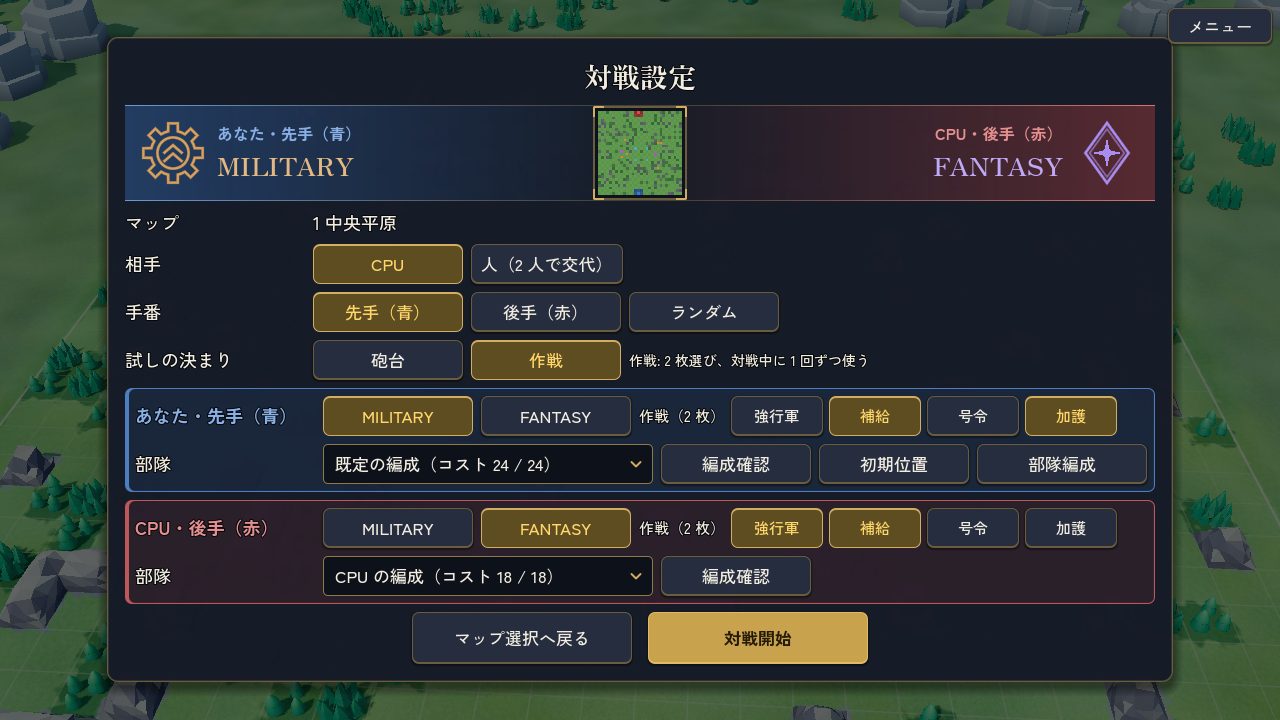 メニュー
対戦設定
あなた・先手（青）
MILITARY
CPU・後手（赤）
FANTASY
マップ 1 中央平原
相手 CPU 人（2 人で交代）
手番 先手（青） 後手（赤） ランダム
試しの決まり 砲台 作戦 作戦: 2 枚選び、対戦中に 1 回ずつ使う
あなた・先手（青） MILITARY FANTASY 作戦（2 枚） 強行軍 補給 号令 加護
部隊 既定の編成（コスト 24 / 24） 編成確認 初期位置 部隊編成
CPU・後手（赤） MILITARY FANTASY 作戦（2 枚） 強行軍 補給 号令 加護
部隊 CPU の編成（コスト 18 / 18） 編成確認
マップ選択へ戻る 対戦開始